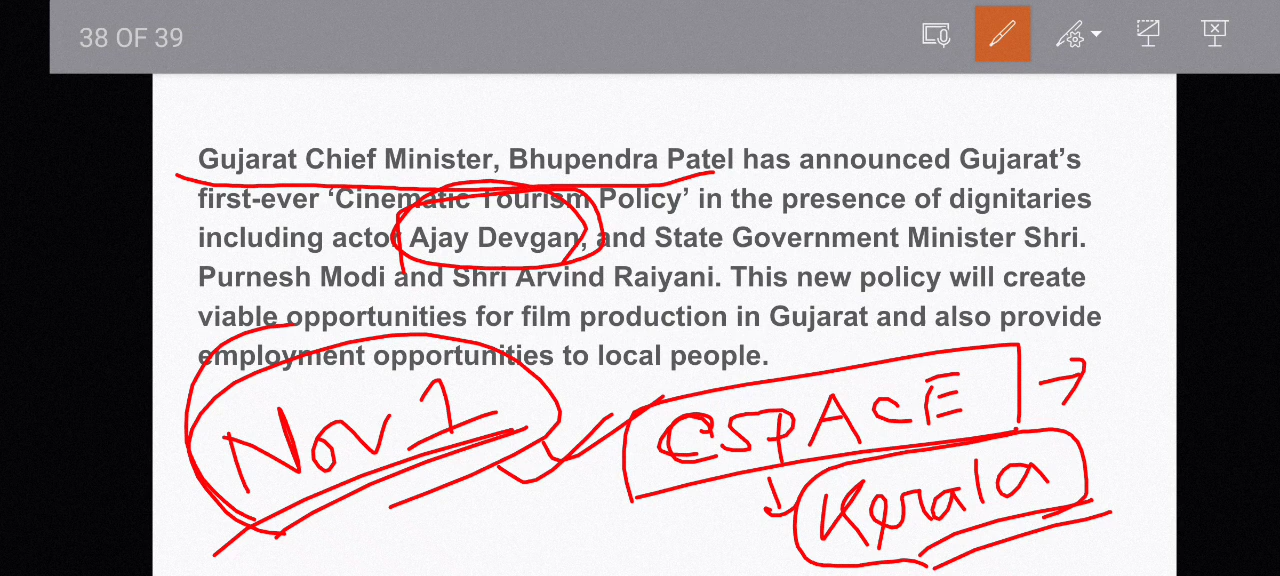 38 OF 39
Gujarat Chief Minister, Bhupendra Patel has announced Gujarat's
first-ever 'Cinematic Tourism Policy' in the presence of dignitaries
including actor Ajay Devgan, and State Government Minister Shri.
Purnesh Modi and Shri Arvind Raiyani. This new policy will create
viable opportunities for film production in Gujarat and also provide
employment opportunities to local people.
Nov 1
CSPACE
Kerala